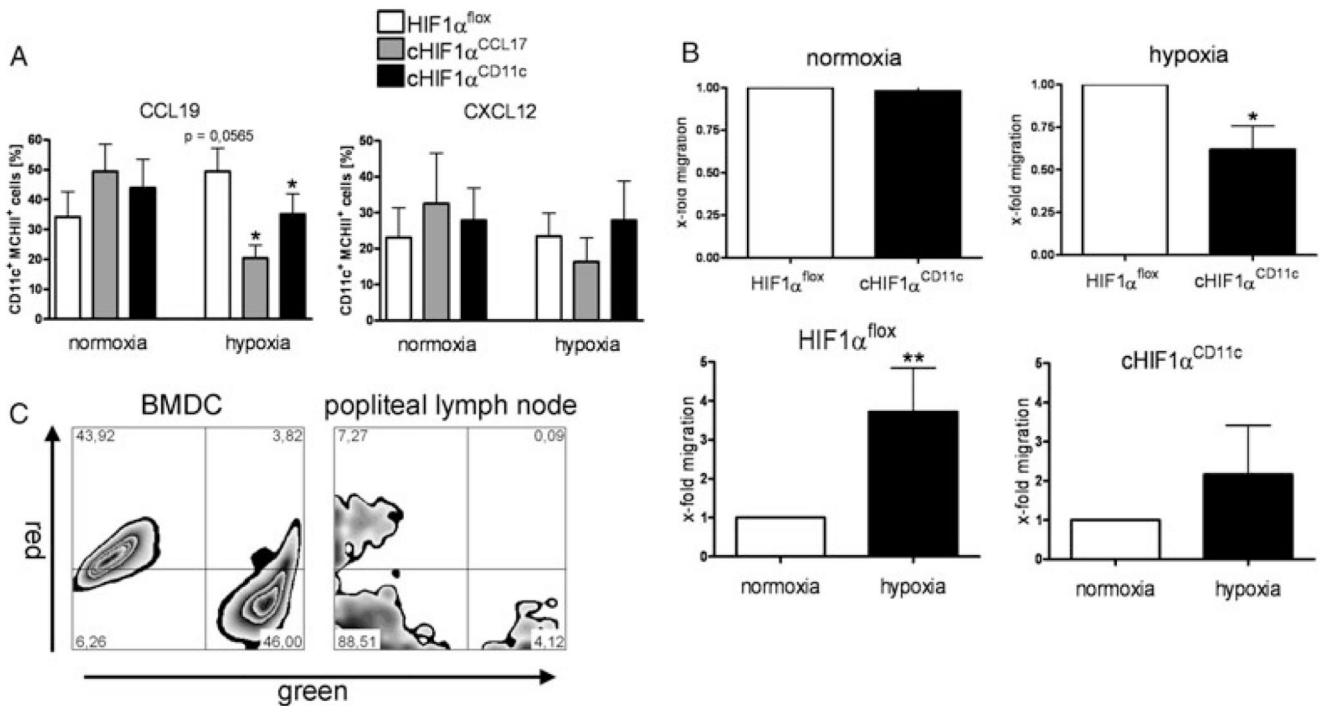 HIF1α^flox
cHIF1α^CCL17
cHIF1α^CD11c
A
CCL19
CD11c⁺ MCHII⁺ cells [%]
60
50
40
30
20
10
0
p = 0,0565
*
*
normoxia
hypoxia
CXCL12
CD11c⁺ MCHII⁺ cells [%]
50
40
30
20
10
0
normoxia
hypoxia
B
normoxia
x-fold migration
1.00
0.75
0.50
0.25
0.00
HIF1α^flox
cHIF1α^CD11c
hypoxia
x-fold migration
1.00
0.75
0.50
0.25
0.00
*
HIF1α^flox
cHIF1α^CD11c
HIF1α^flox
x-fold migration
5
4
3
2
1
0
**
normoxia
hypoxia
cHIF1α^CD11c
x-fold migration
5
4
3
2
1
0
normoxia
hypoxia
C
BMDC
43,92
3,82
6,26
46,00
popliteal lymph node
7,27
0,09
88,51
4,12
red
green